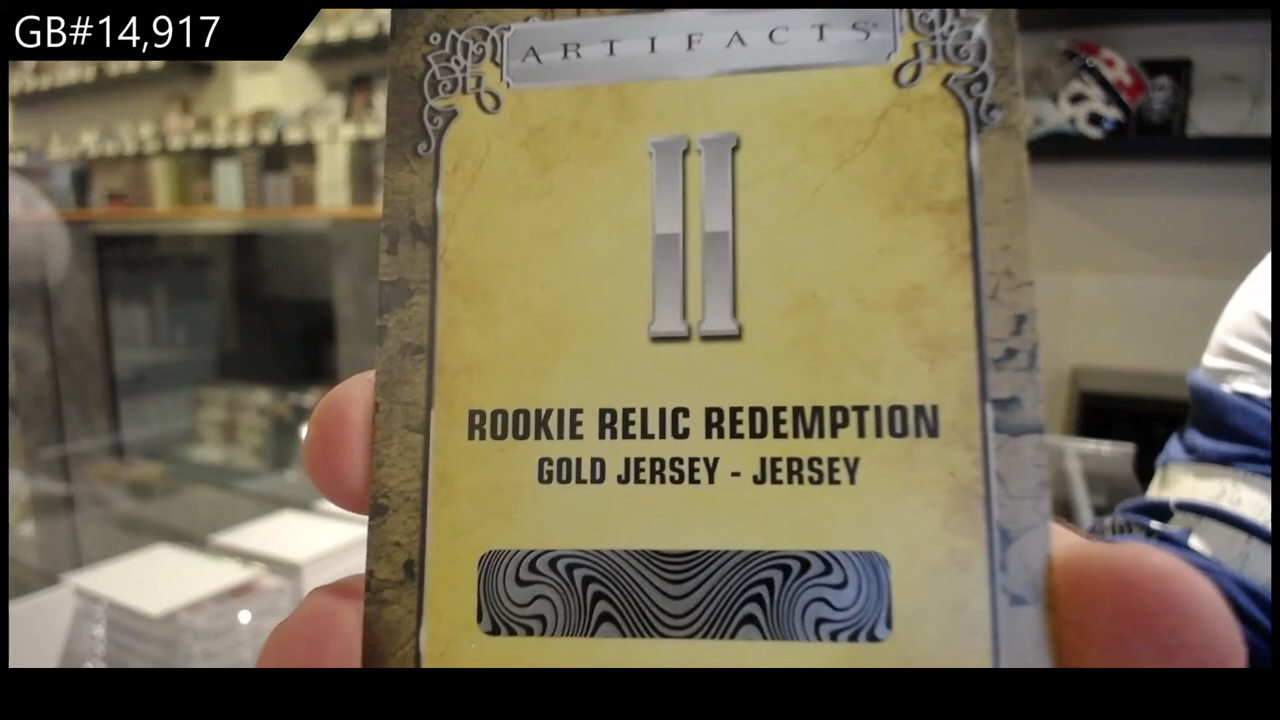 GB#14,917
ARTIFACTS
II
ROOKIE RELIC REDEMPTION
GOLD JERSEY - JERSEY